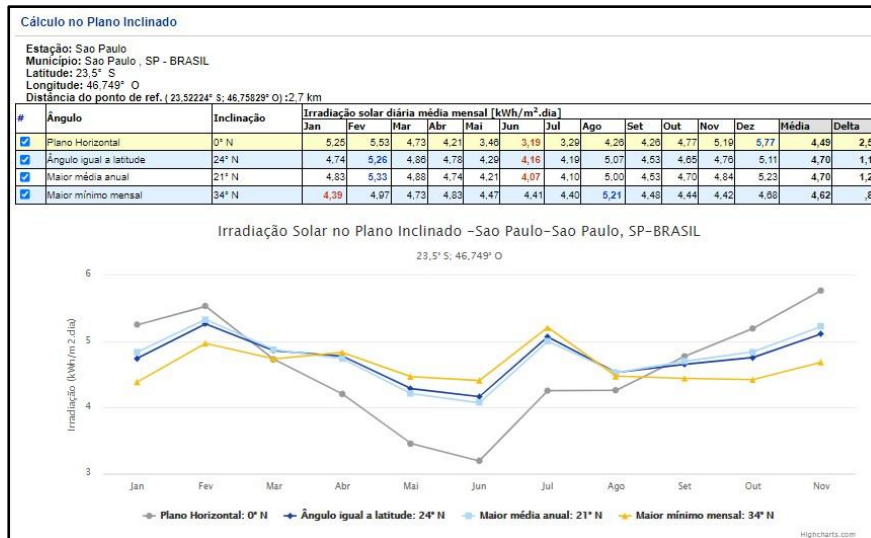 Cálculo no Plano Inclinado
Estação: Sao Paulo
Município: Sao Paulo , SP - BRASIL
Latitude: 23,5° S
Longitude: 46,749° O
Distância do ponto de ref. ( 23,52224° S; 46,75829° O) :2,7 km
# Ângulo Inclinação Irradiação solar diária média mensal [kWh/m².dia]
Jan Fev Mar Abr Mai Jun Jul Ago Set Out Nov Dez Média Delta
Plano Horizontal 0° N 5,25 5,53 4,73 4,21 3,46 3,19 3,29 4,26 4,26 4,77 5,19 5,77 4,49 2,5
Ângulo igual a latitude 24° N 4,74 5,26 4,86 4,78 4,29 4,16 4,19 5,07 4,53 4,65 4,76 5,11 4,70 1,1
Maior média anual 21° N 4,83 5,33 4,88 4,74 4,21 4,07 4,10 5,00 4,53 4,70 4,84 5,23 4,70 1,2
Maior mínimo mensal 34° N 4,39 4,97 4,73 4,83 4,47 4,41 4,40 5,21 4,48 4,44 4,42 4,68 4,62 ,8
Irradiação Solar no Plano Inclinado –Sao Paulo–Sao Paulo, SP–BRASIL
23,5° S; 46,749° O
Irradiação (kWh/m2.dia)
6
5
4
3
Jan Fev Mar Abr Mai Jun Jul Ago Set Out Nov
Plano Horizontal: 0° N Ângulo igual a latitude: 24° N Maior média anual: 21° N Maior mínimo mensal: 34° N
Highcharts.com